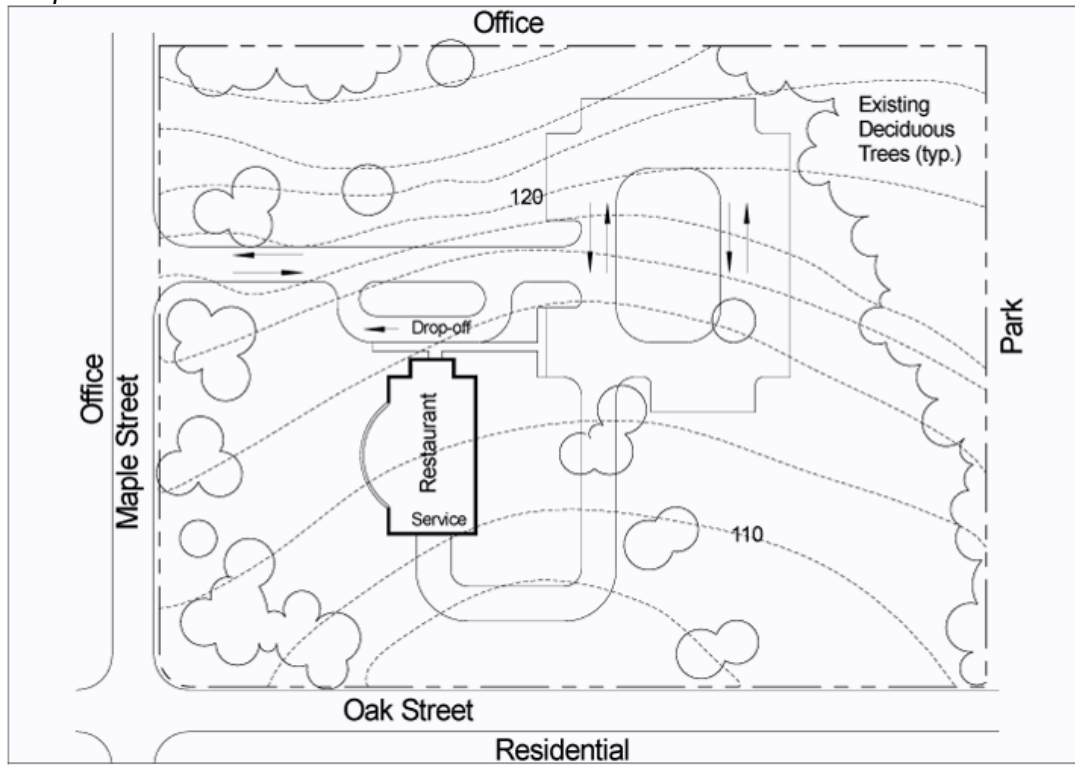 Office
Existing
Deciduous
Trees (typ.)
120
Drop-off
Park
Office
Maple Street
Restaurant
Service
110
Oak Street
Residential